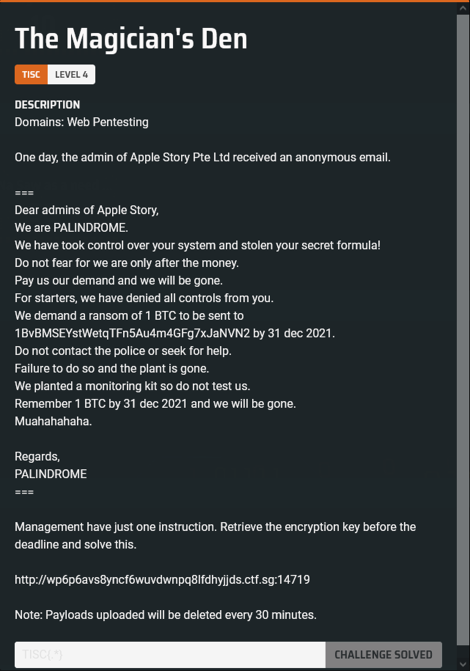 The Magician's Den
TISC LEVEL 4
DESCRIPTION
Domains: Web Pentesting
One day, the admin of Apple Story Pte Ltd received an anonymous email.
===
Dear admins of Apple Story,
We are PALINDROME.
We have took control over your system and stolen your secret formula!
Do not fear for we are only after the money.
Pay us our demand and we will be gone.
For starters, we have denied all controls from you.
We demand a ransom of 1 BTC to be sent to
1BvBMSEYstWetqTFn5Au4m4GFg7xJaNVN2 by 31 dec 2021.
Do not contact the police or seek for help.
Failure to do so and the plant is gone.
We planted a monitoring kit so do not test us.
Remember 1 BTC by 31 dec 2021 and we will be gone.
Muahahahaha.
Regards,
PALINDROME
===
Management have just one instruction. Retrieve the encryption key before the
deadline and solve this.
http://wp6p6avs8yncf6wuvdwnpq8lfdhyjjds.ctf.sg:14719
Note: Payloads uploaded will be deleted every 30 minutes.
TISC{.*} CHALLENGE SOLVED